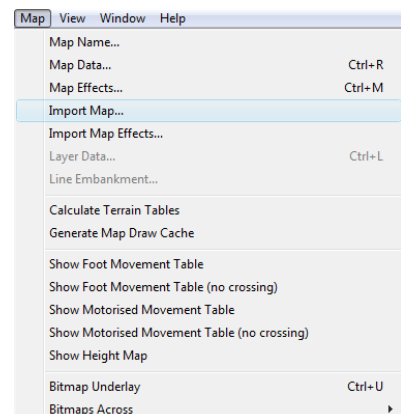 Map View Window Help
Map Name...
Map Data... Ctrl+R
Map Effects... Ctrl+M
Import Map...
Import Map Effects...
Layer Data... Ctrl+L
Line Embankment...
Calculate Terrain Tables
Generate Map Draw Cache
Show Foot Movement Table
Show Foot Movement Table (no crossing)
Show Motorised Movement Table
Show Motorised Movement Table (no crossing)
Show Height Map
Bitmap Underlay Ctrl+U
Bitmaps Across